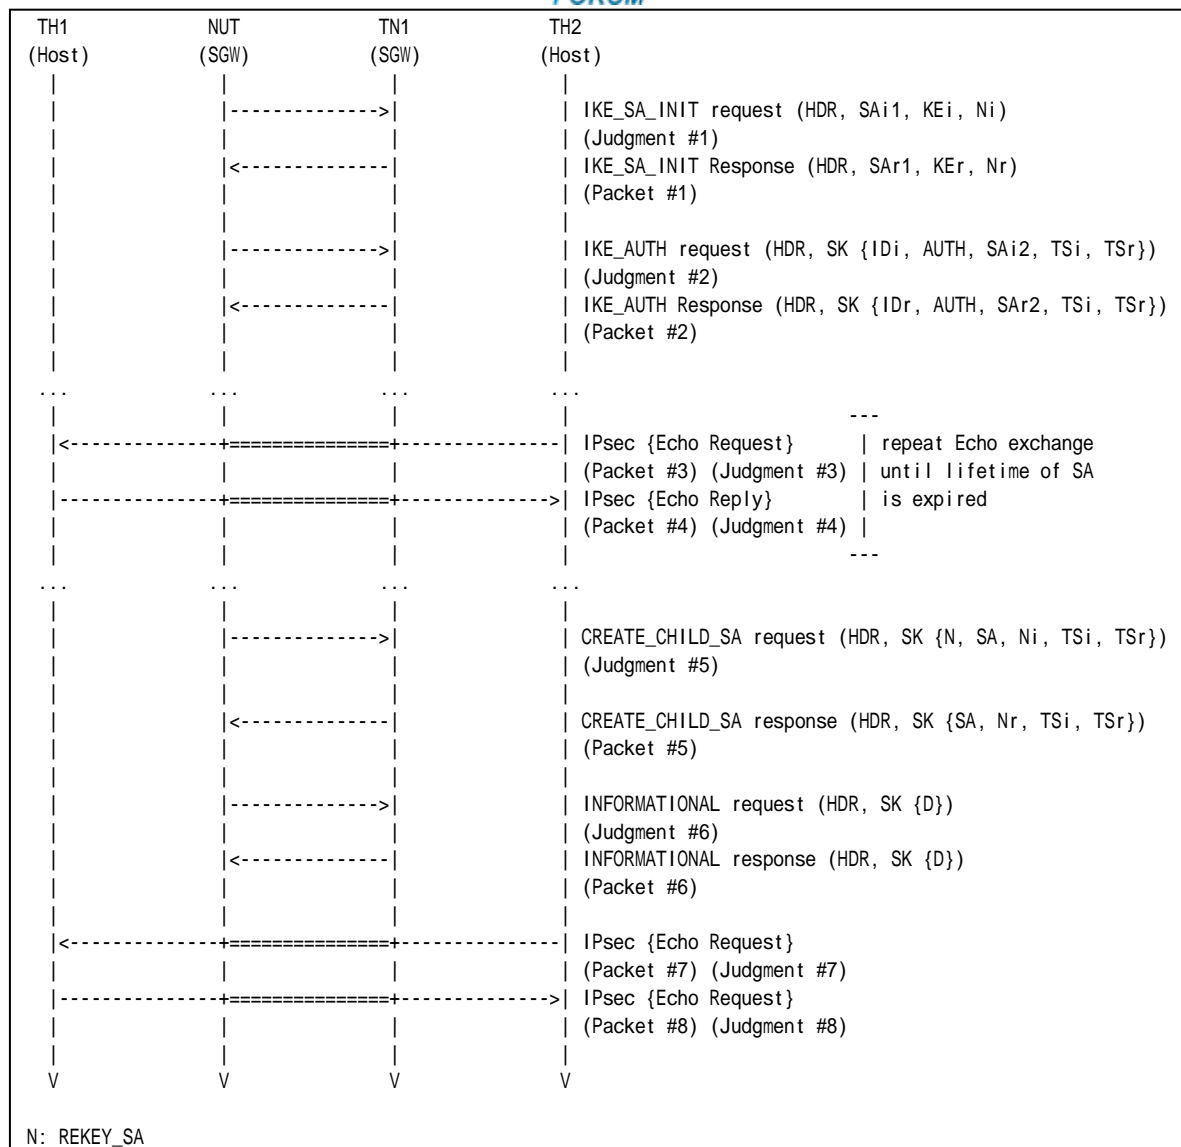 FORUM
TH1 NUT TN1 TH2
(Host) (SGW) (SGW) (Host)
| | | |
| |-------------->| | IKE_SA_INIT request (HDR, SAi1, KEi, Ni)
| | | | (Judgment #1)
| |<--------------| | IKE_SA_INIT Response (HDR, SAr1, KEr, Nr)
| | | | (Packet #1)
| | | |
| |-------------->| | IKE_AUTH request (HDR, SK {IDi, AUTH, SAi2, TSi, TSr})
| | | | (Judgment #2)
| |<--------------| | IKE_AUTH Response (HDR, SK {IDr, AUTH, SAr2, TSi, TSr})
| | | | (Packet #2)
| | | |
... ... ... ...
| | | | ---
|<--------------+===============+---------------| IPsec {Echo Request} | repeat Echo exchange
| | | | (Packet #3) (Judgment #3) | until lifetime of SA
|---------------+===============+-------------->| IPsec {Echo Reply} | is expired
| | | | (Packet #4) (Judgment #4) |
| | | | ---
... ... ... ...
| | | |
| |-------------->| | CREATE_CHILD_SA request (HDR, SK {N, SA, Ni, TSi, TSr})
| | | | (Judgment #5)
| | | |
| |<--------------| | CREATE_CHILD_SA response (HDR, SK {SA, Nr, TSi, TSr})
| | | | (Packet #5)
| | | |
| |-------------->| | INFORMATIONAL request (HDR, SK {D})
| | | | (Judgment #6)
| |<--------------| | INFORMATIONAL response (HDR, SK {D})
| | | | (Packet #6)
| | | |
|<--------------+===============+---------------| IPsec {Echo Request}
| | | | (Packet #7) (Judgment #7)
|---------------+===============+-------------->| IPsec {Echo Request}
| | | | (Packet #8) (Judgment #8)
| | | |
V V V V
N: REKEY_SA